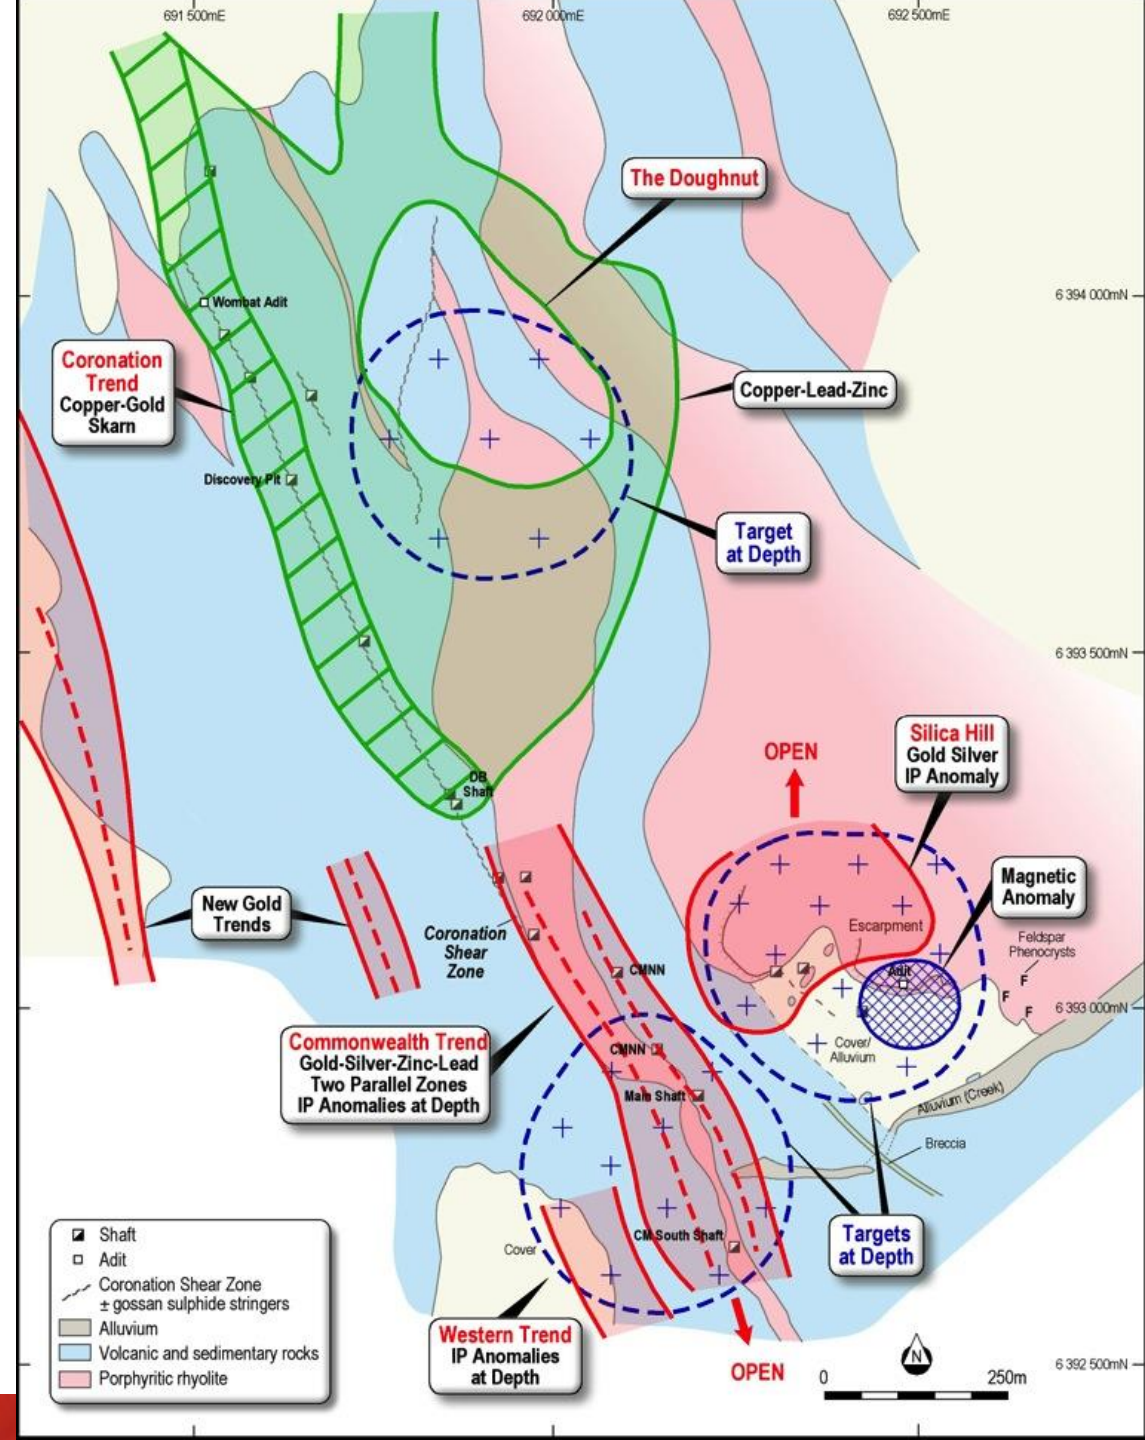 691 500mE
692 000mE
692 500mE
The Doughnut
6 394 000mN
Wombat Adit
Coronation
Trend
Copper-Gold
Skarn
Copper-Lead-Zinc
Discovery Pit
Target
at Depth
6 393 500mN
Silica Hill
Gold Silver
IP Anomaly
OPEN
DB
Shaft
Magnetic
Anomaly
New Gold
Trends
Escarpment
Feldspar
Phenocrysts
Coronation
Shear
Zone
CMNN
Adit
F
F
F
6 393 000mN
Commonwealth Trend
Gold-Silver-Zinc-Lead
Two Parallel Zones
IP Anomalies at Depth
CMNN
Cover/
Alluvium
Main Shaft
Alluvium (Creek)
Breccia
CM South Shaft
Cover
Targets
at Depth
Shaft
Adit
Coronation Shear Zone
± gossan sulphide stringers
Alluvium
Volcanic and sedimentary rocks
Porphyritic rhyolite
Western Trend
IP Anomalies
at Depth
OPEN
N
0 250m
6 392 500mN